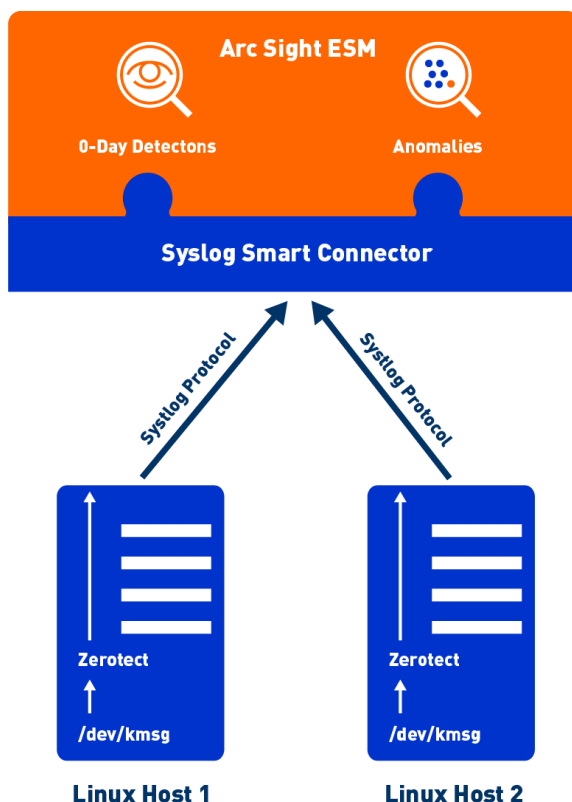 Arc Sight ESM
0-Day Detectons
Anomalies
Syslog Smart Connector
Systlog Protocol
Systlog Protocol
Zerotect
/dev/kmsg
Linux Host 1
Zerotect
/dev/kmsg
Linux Host 2